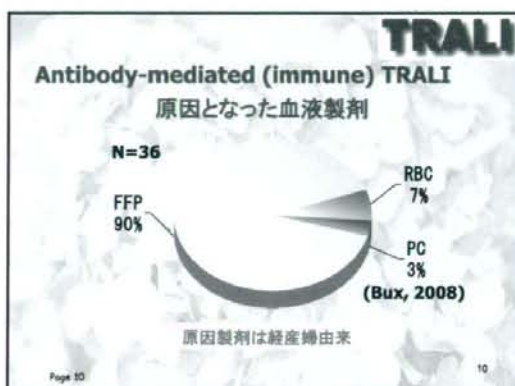 TRALI
Antibody-mediated (immune) TRALI
原因となった血液製剤
N=36
FFP
90%
RBC
7%
PC
3%
(Bux, 2008)
原因製剤は経産婦由来
Page 10
10